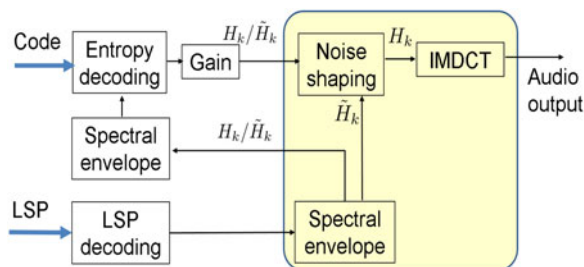 Code
Entropy
decoding
H_k/H̃_k
Gain
Noise
shaping
H_k
IMDCT
Audio
output
H̃_k
H_k/H̃_k
Spectral
envelope
LSP
LSP
decoding
Spectral
envelope